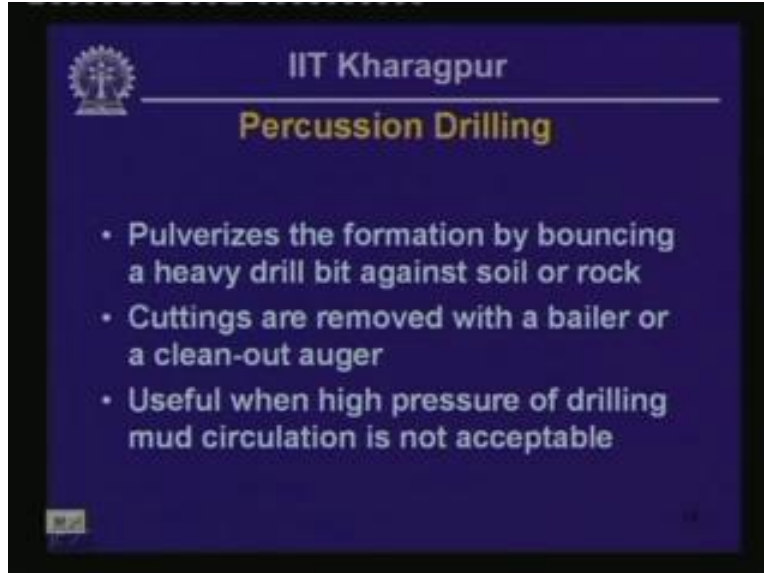 IIT Kharagpur
Percussion Drilling
• Pulverizes the formation by bouncing
a heavy drill bit against soil or rock
• Cuttings are removed with a bailer or
a clean-out auger
• Useful when high pressure of drilling
mud circulation is not acceptable